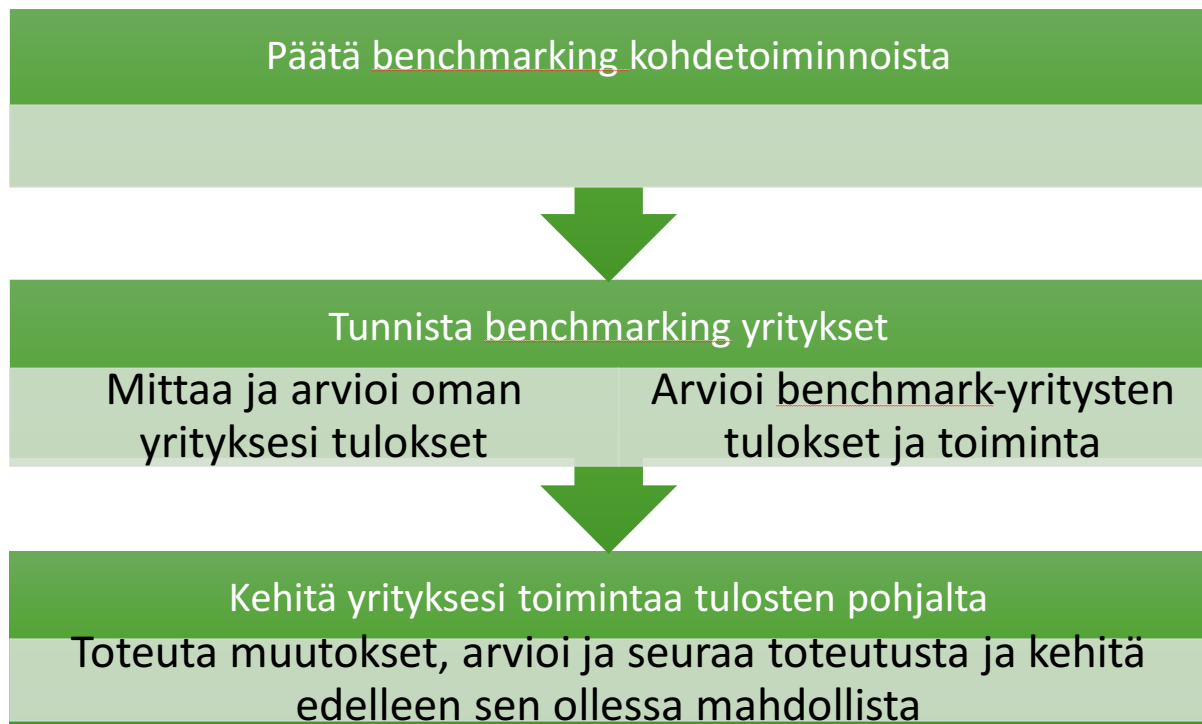 Päätä benchmarking kohdetoiminnoista
Tunnista benchmarking yritykset
Mittaa ja arvioi oman
yrityksesi tulokset
Arvioi benchmark-yritysten
tulokset ja toiminta
Kehitä yrityksesi toimintaa tulosten pohjalta
Toteuta muutokset, arvioi ja seuraa toteutusta ja kehitä
edelleen sen ollessa mahdollista